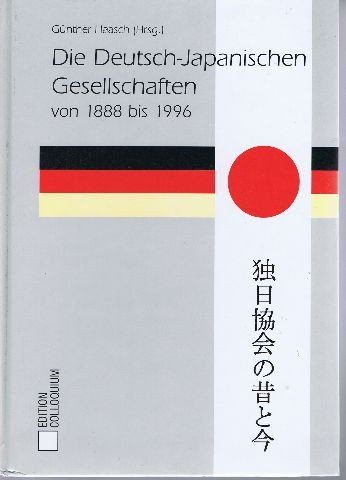 Günther Haasch (Hrsg.)
Die Deutsch-Japanischen
Gesellschaften
von 1888 bis 1996
独日協会の昔と今
EDITION
COLLOQUIUM